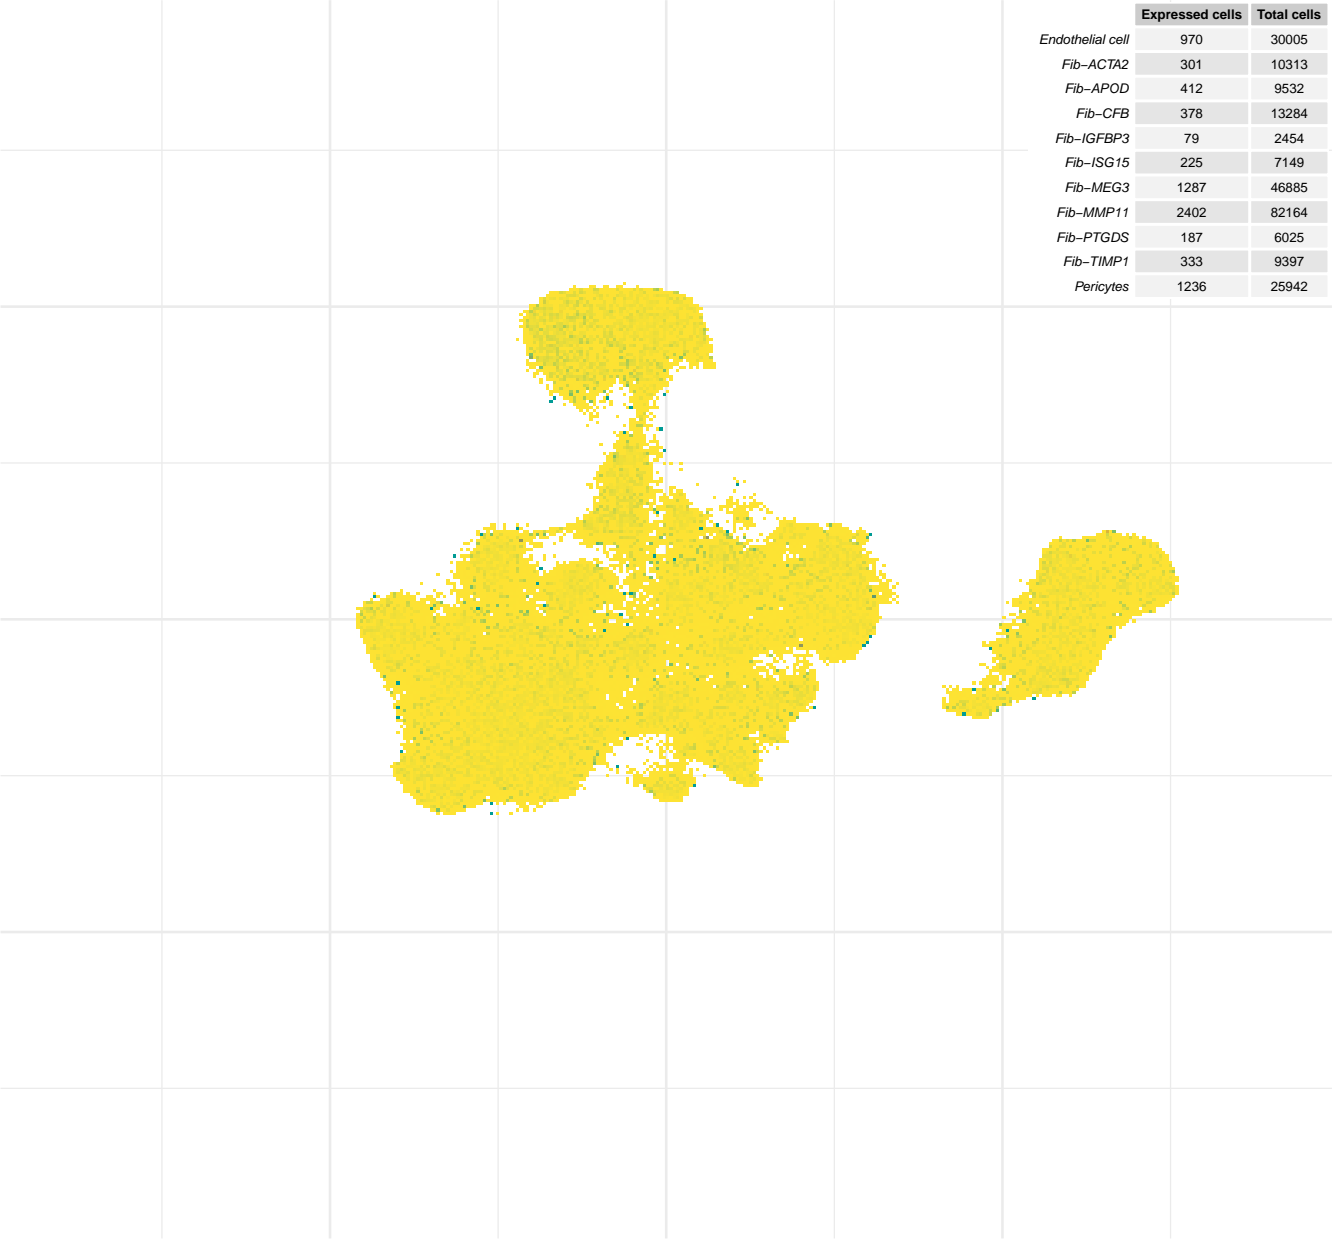 Expressed cells Total cells
Endothelial cell 970 30005
Fib−ACTA2 301 10313
Fib−APOD 412 9532
Fib−CFB 378 13284
Fib−IGFBP3 79 2454
Fib−ISG15 225 7149
Fib−MEG3 1287 46885
Fib−MMP11 2402 82164
Fib−PTGDS 187 6025
Fib−TIMP1 333 9397
Pericytes 1236 25942